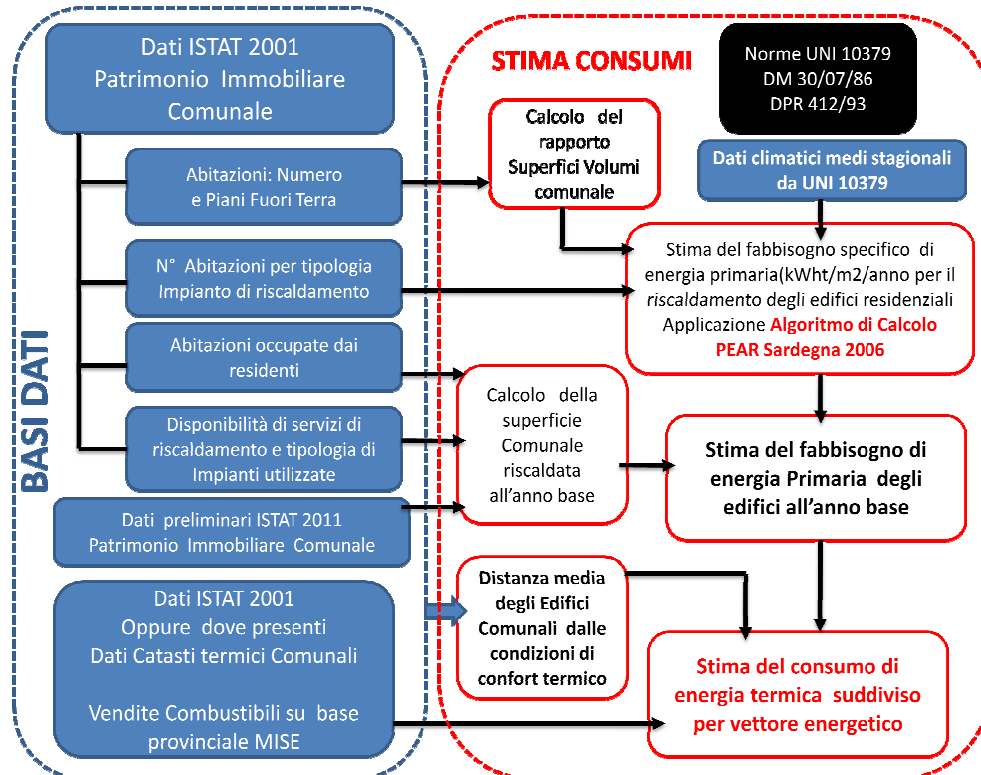 BASI DATI
Dati ISTAT 2001
Patrimonio Immobiliare
Comunale
Abitazioni: Numero
e Piani Fuori Terra
N° Abitazioni per tipologia
Impianto di riscaldamento
Abitazioni occupate dai
residenti
Disponibilità di servizi di
riscaldamento e tipologia di
Impianti utilizzate
Dati preliminari ISTAT 2011
Patrimonio Immobiliare Comunale
Dati ISTAT 2001
Oppure dove presenti
Dati Catasti termici Comunali
Vendite Combustibili su base
provinciale MISE
STIMA CONSUMI
Norme UNI 10379
DM 30/07/86
DPR 412/93
Calcolo del
rapporto
Superfici Volumi
comunale
Dati climatici medi stagionali
da UNI 10379
Stima del fabbisogno specifico di
energia primaria(kWht/m2/anno per il
riscaldamento degli edifici residenziali
Applicazione Algoritmo di Calcolo
PEAR Sardegna 2006
Calcolo della
superficie
Comunale
riscaldata
all’anno base
Stima del fabbisogno di
energia Primaria degli
edifici all’anno base
Distanza media
degli Edifici
Comunali dalle
condizioni di
confort termico
Stima del consumo di
energia termica suddiviso
per vettore energetico